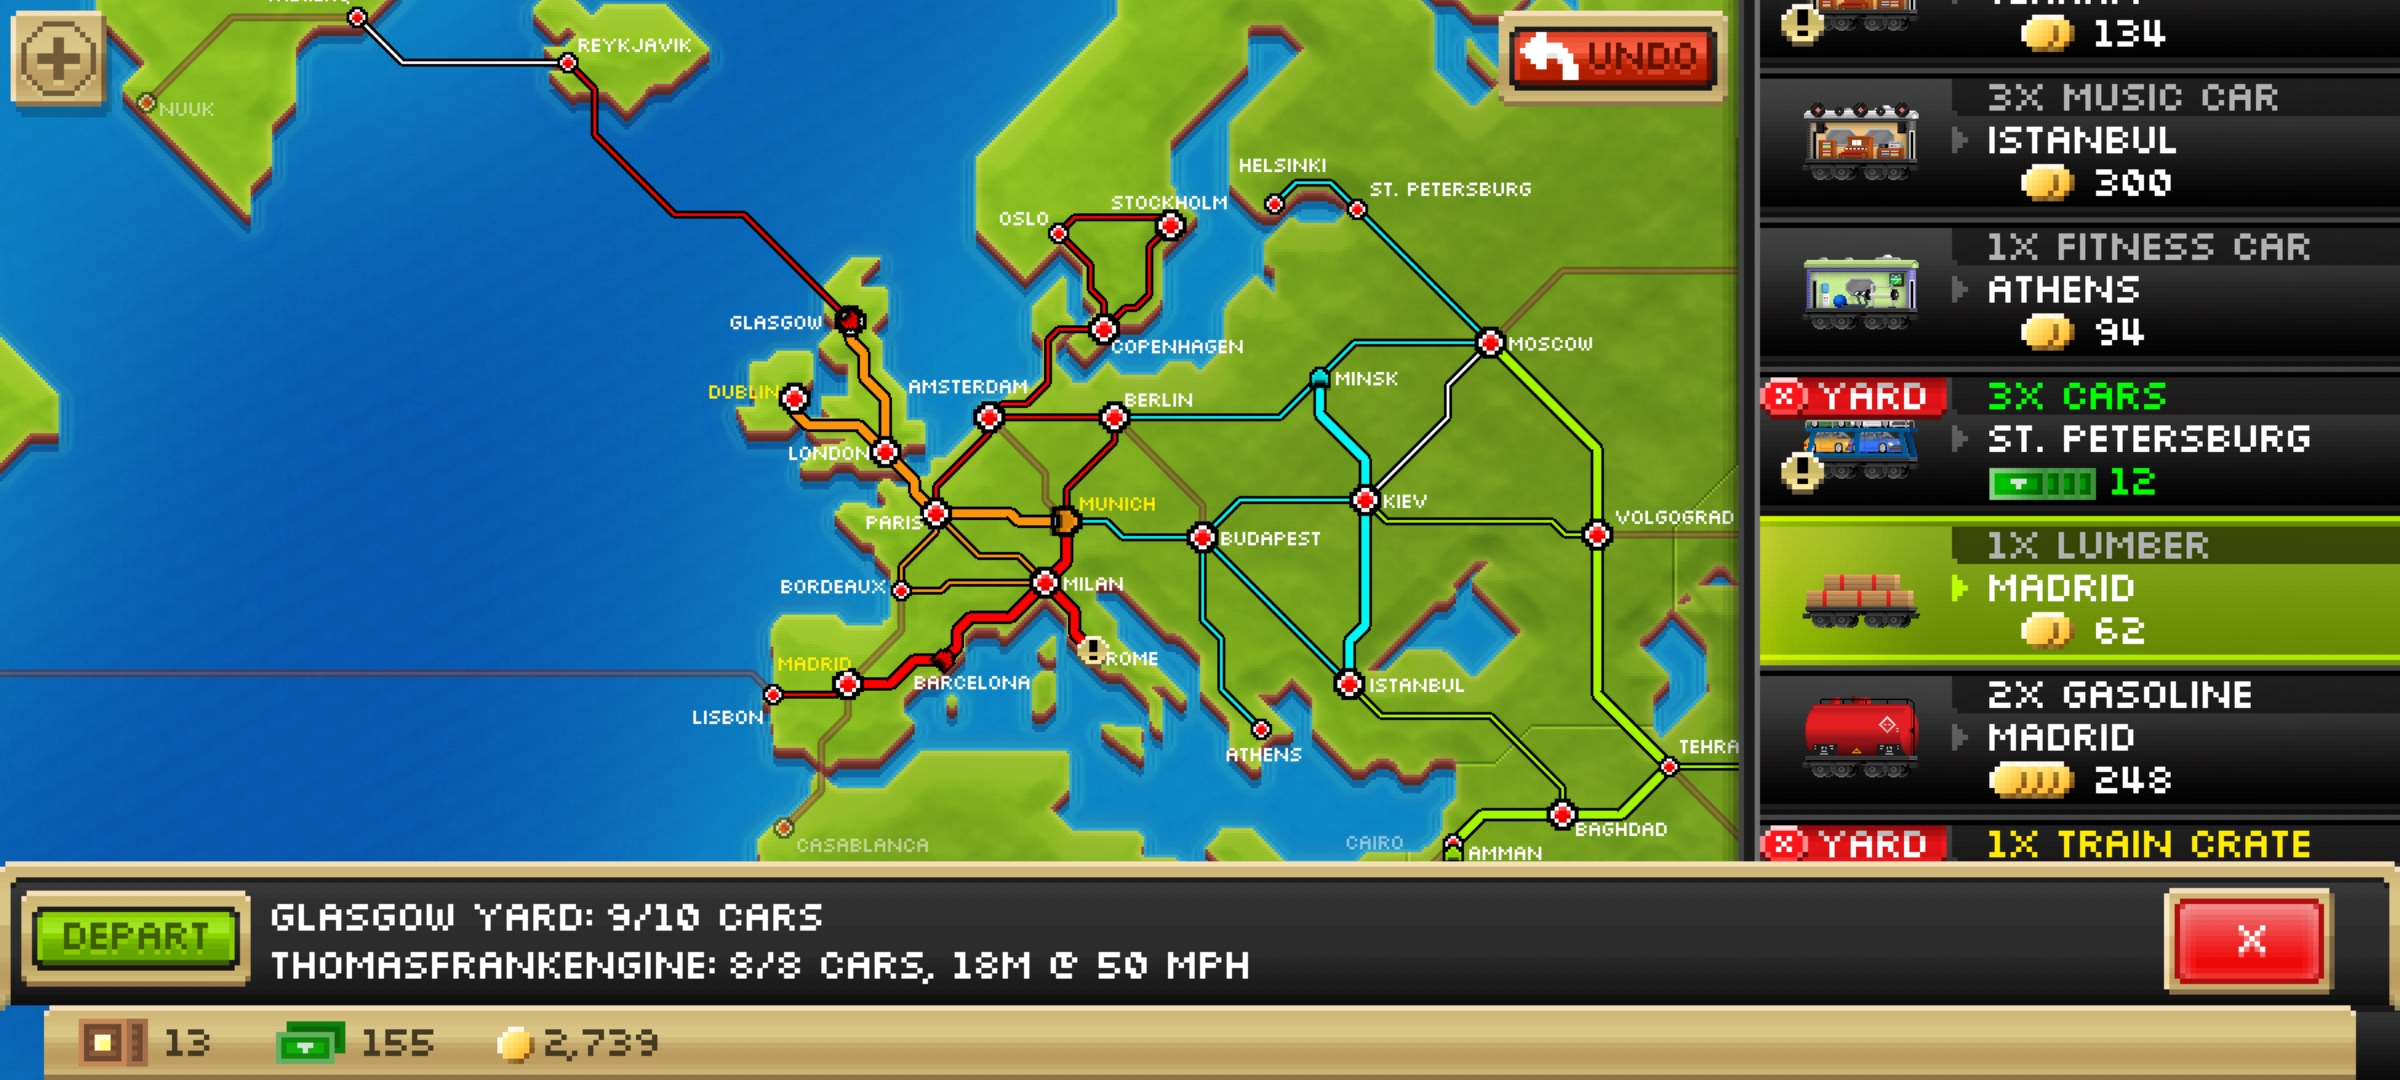 REYKJAVIK
NUUK
HELSINKI
ST. PETERSBURG
STOCKHOLM
OSLO
GLASGOW
COPENHAGEN
MOSCOW
MINSK
DUBLIN
AMSTERDAM
BERLIN
LONDON
MUNICH
KIEV
PARIS
VOLGOGRAD
BUDAPEST
BORDEAUX
MILAN
MADRID
ROME
BARCELONA
ISTANBUL
LISBON
ATHENS
TEHRA
CASABLANCA
CAIRO
BAGHDAD
AMMAN
UNDO
134
3X MUSIC CAR
ISTANBUL
300
1X FITNESS CAR
ATHENS
94
YARD
3X CARS
ST. PETERSBURG
12
1X LUMBER
MADRID
62
2X GASOLINE
MADRID
248
YARD
1X TRAIN CRATE
DEPART
GLASGOW YARD: 9/10 CARS
THOMASFRANKENGINE: 8/8 CARS, 18M @ 50 MPH
X
13
155
2,739